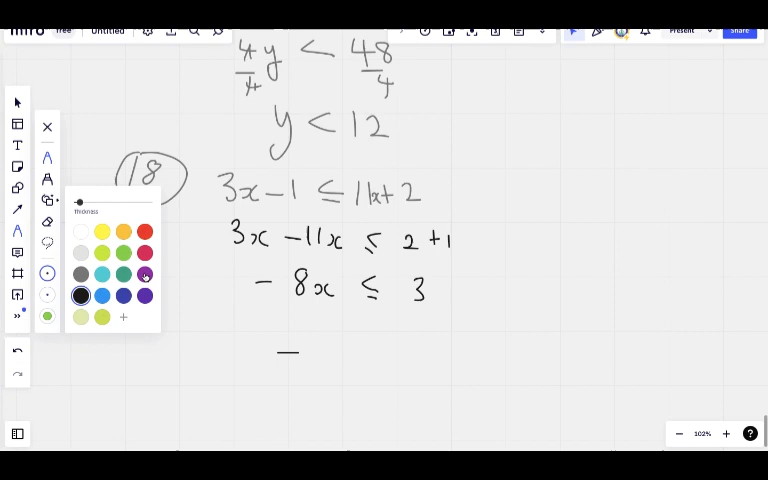 miro free Untitled Present Share
4y < 48
4 4
y < 12
18
3x - 1 ≤ 11x + 2
3x - 11x ≤ 2 + 1
- 8x ≤ 3
—
Thickness
102%